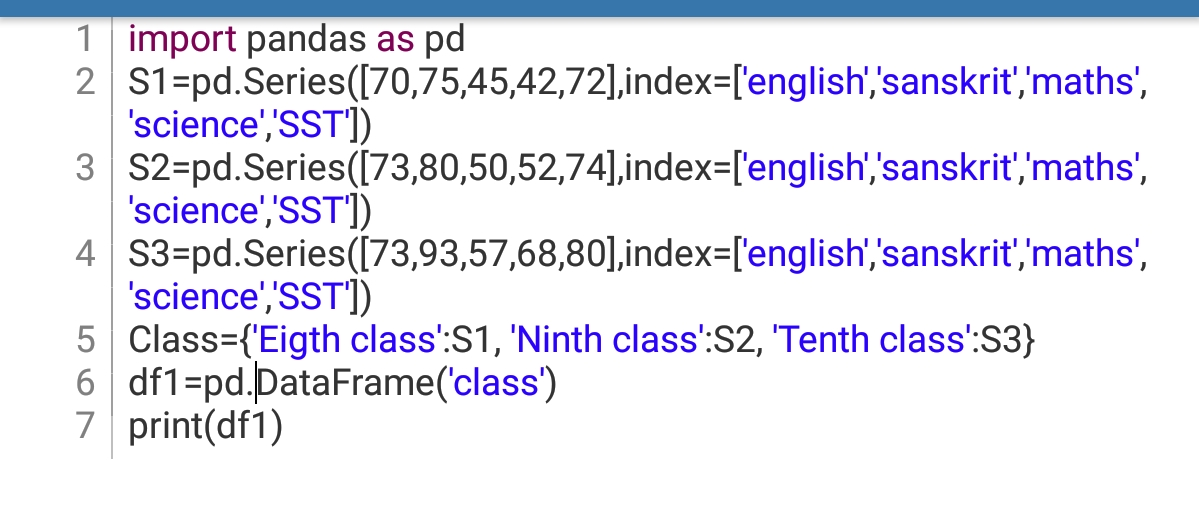 1 import pandas as pd
2 S1=pd.Series([70,75,45,42,72],index=['english','sanskrit','maths',
'science','SST'])
3 S2=pd.Series([73,80,50,52,74],index=['english','sanskrit','maths',
'science','SST'])
4 S3=pd.Series([73,93,57,68,80],index=['english','sanskrit','maths',
'science','SST'])
5 Class={'Eigth class':S1, 'Ninth class':S2, 'Tenth class':S3}
6 df1=pd.DataFrame('class')
7 print(df1)